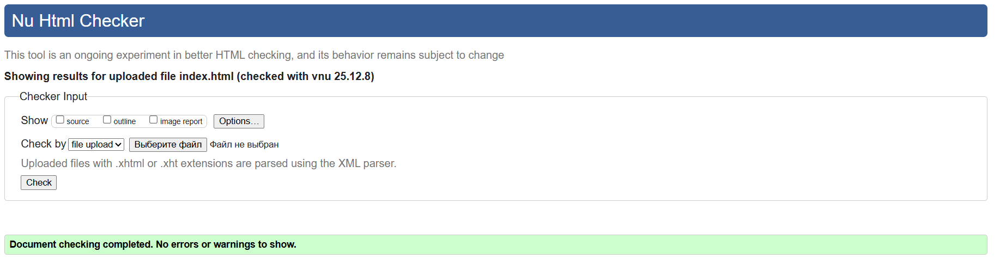 Nu Html Checker
This tool is an ongoing experiment in better HTML checking, and its behavior remains subject to change
Showing results for uploaded file index.html (checked with vnu 25.12.8)
Checker Input
Show source outline image report Options...
Check by file upload Выберите файл Файл не выбран
Uploaded files with .xhtml or .xht extensions are parsed using the XML parser.
Check
Document checking completed. No errors or warnings to show.